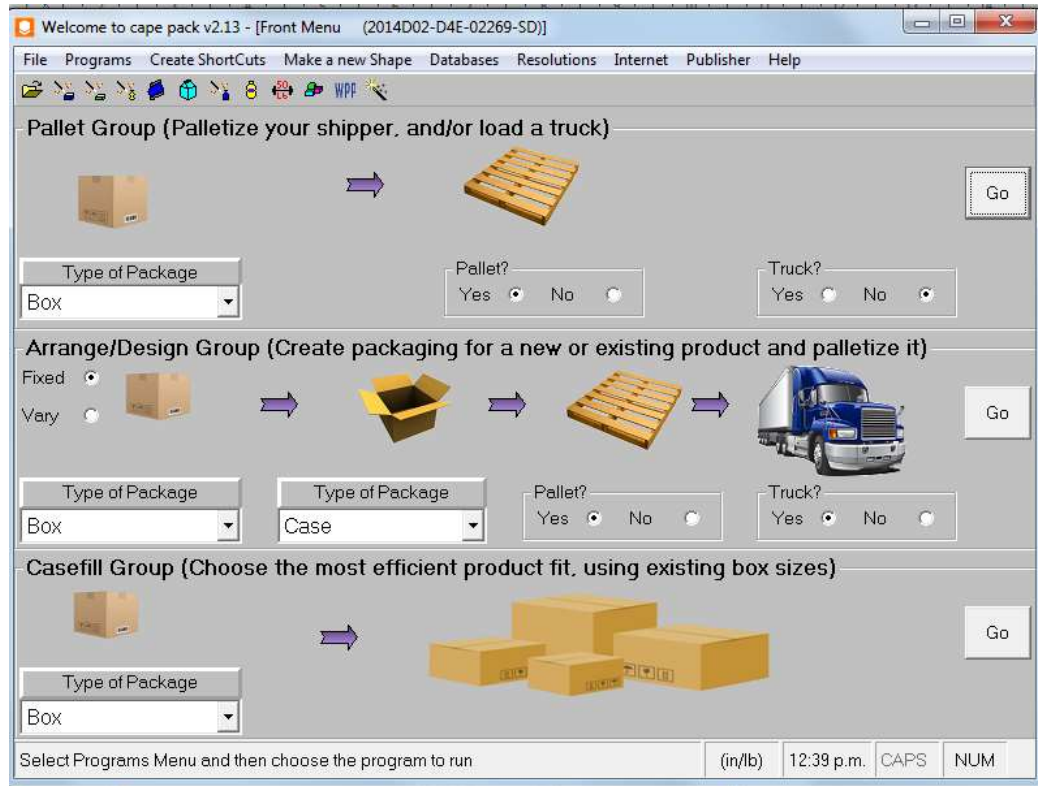 Welcome to cape pack v2.13 - [Front Menu (2014D02-D4E-02269-SD)]
File Programs Create ShortCuts Make a new Shape Databases Resolutions Internet Publisher Help
WPP
Pallet Group (Palletize your shipper, and/or load a truck)
Go
Type of Package
Pallet?
Truck?
Box
Yes No
Yes No
Arrange/Design Group (Create packaging for a new or existing product and palletize it)
Fixed
Vary
Go
Type of Package
Type of Package
Pallet?
Truck?
Box
Case
Yes No
Yes No
Casefill Group (Choose the most efficient product fit, using existing box sizes)
Go
Type of Package
Box
Select Programs Menu and then choose the program to run (in/lb) 12:39 p.m. CAPS NUM